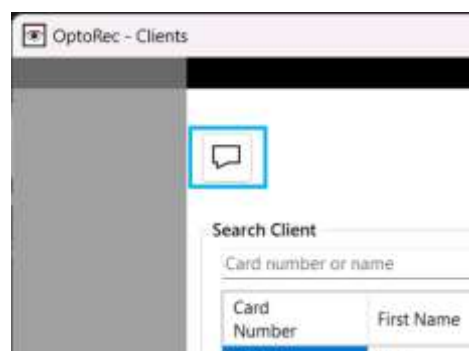 OptoRec - Clients
Search Client
Card number or name
Card
Number
First Name